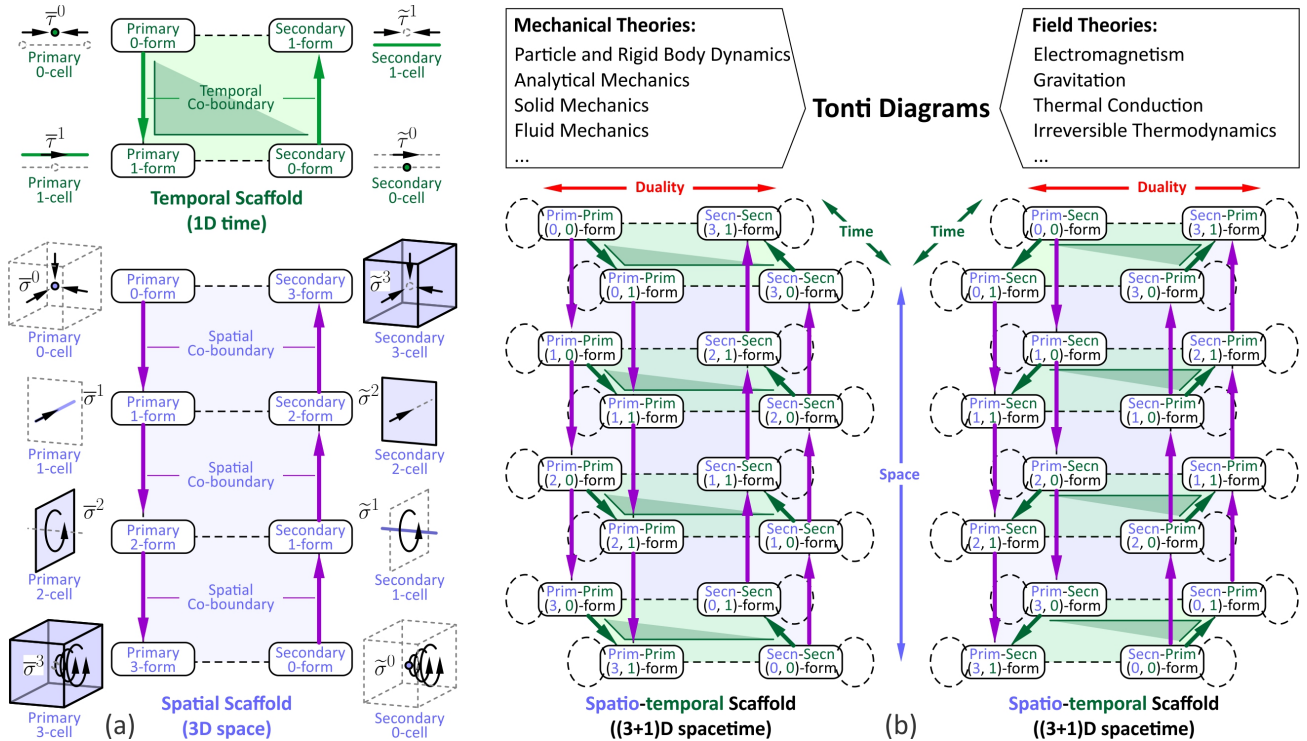 τ̅⁰
Primary
0-cell
Primary
0-form
Secondary
1-form
τ̃¹
Secondary
1-cell
Temporal
Co-boundary
τ̅¹
Primary
1-cell
Primary
1-form
Secondary
0-form
τ̃⁰
Secondary
0-cell
Temporal Scaffold
(1D time)
σ̅⁰
Primary
0-cell
Primary
0-form
Secondary
3-form
σ̃³
Secondary
3-cell
Spatial
Co-boundary
σ̅¹
Primary
1-cell
Primary
1-form
Secondary
2-form
σ̃²
Secondary
2-cell
Spatial
Co-boundary
σ̅²
Primary
2-cell
Primary
2-form
Secondary
1-form
σ̃¹
Secondary
1-cell
Spatial
Co-boundary
σ̅³
Primary
3-cell
Primary
3-form
Secondary
0-form
σ̃⁰
Secondary
0-cell
Spatial Scaffold
(3D space)
(a)
Mechanical Theories:
Particle and Rigid Body Dynamics
Analytical Mechanics
Solid Mechanics
Fluid Mechanics
...
Tonti Diagrams
Field Theories:
Electromagnetism
Gravitation
Thermal Conduction
Irreversible Thermodynamics
...
Duality
Prim-Prim
(0, 0)-form
Secn-Secn
(3, 1)-form
Prim-Prim
(0, 1)-form
Secn-Secn
(3, 0)-form
Prim-Prim
(1, 0)-form
Secn-Secn
(2, 1)-form
Prim-Prim
(1, 1)-form
Secn-Secn
(2, 0)-form
Prim-Prim
(2, 0)-form
Secn-Secn
(1, 1)-form
Prim-Prim
(2, 1)-form
Secn-Secn
(1, 0)-form
Prim-Prim
(3, 0)-form
Secn-Secn
(0, 1)-form
Prim-Prim
(3, 1)-form
Secn-Secn
(0, 0)-form
Spatio-temporal Scaffold
((3+1)D spacetime)
Time
Time
Space
(b)
Duality
Prim-Secn
(0, 0)-form
Secn-Prim
(3, 1)-form
Prim-Secn
(0, 1)-form
Secn-Prim
(3, 0)-form
Prim-Secn
(1, 0)-form
Secn-Prim
(2, 1)-form
Prim-Secn
(1, 1)-form
Secn-Prim
(1, 0)-form
Prim-Secn
(2, 0)-form
Secn-Prim
(1, 1)-form
Prim-Secn
(2, 1)-form
Secn-Prim
(2, 0)-form
Prim-Secn
(3, 0)-form
Secn-Prim
(0, 1)-form
Prim-Secn
(3, 1)-form
Secn-Prim
(0, 0)-form
Spatio-temporal Scaffold
((3+1)D spacetime)